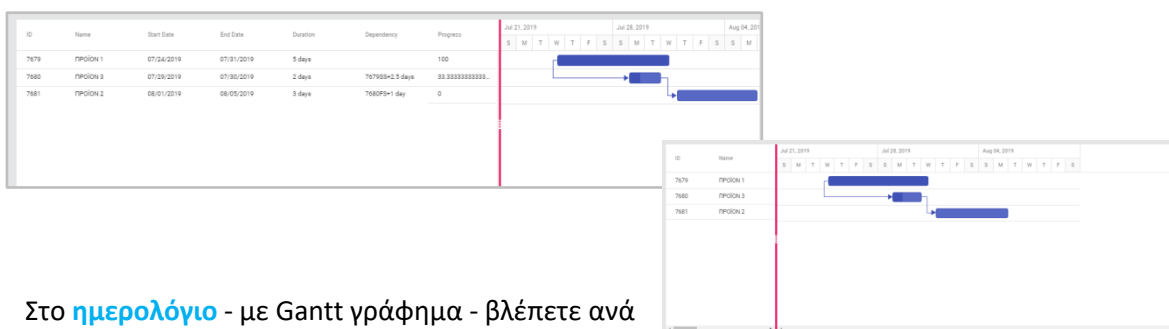 Jul 21, 2019 Jul 28, 2019 Aug 04, 201
ID Name Start Date End Date Duration Dependency Progress
S M T W T F S S M T W T F S S M
7679 ΠΡΟΪΟΝ 1 07/24/2019 07/31/2019 5 days 100
7680 ΠΡΟΪΟΝ 3 07/29/2019 07/30/2019 2 days 7679SS+2.5 days 33.33333333333...
7681 ΠΡΟΪΟΝ 2 08/01/2019 08/05/2019 3 days 7680FS+1 day 0
Jul 21, 2019 Jul 28, 2019 Aug 04, 2019
ID Name
S M T W T F S S M T W T F S S M T W T F S
7679 ΠΡΟΪΟΝ 1
7680 ΠΡΟΪΟΝ 3
7681 ΠΡΟΪΟΝ 2
Στο ημερολόγιο - με Gantt γράφημα - βλέπετε ανά